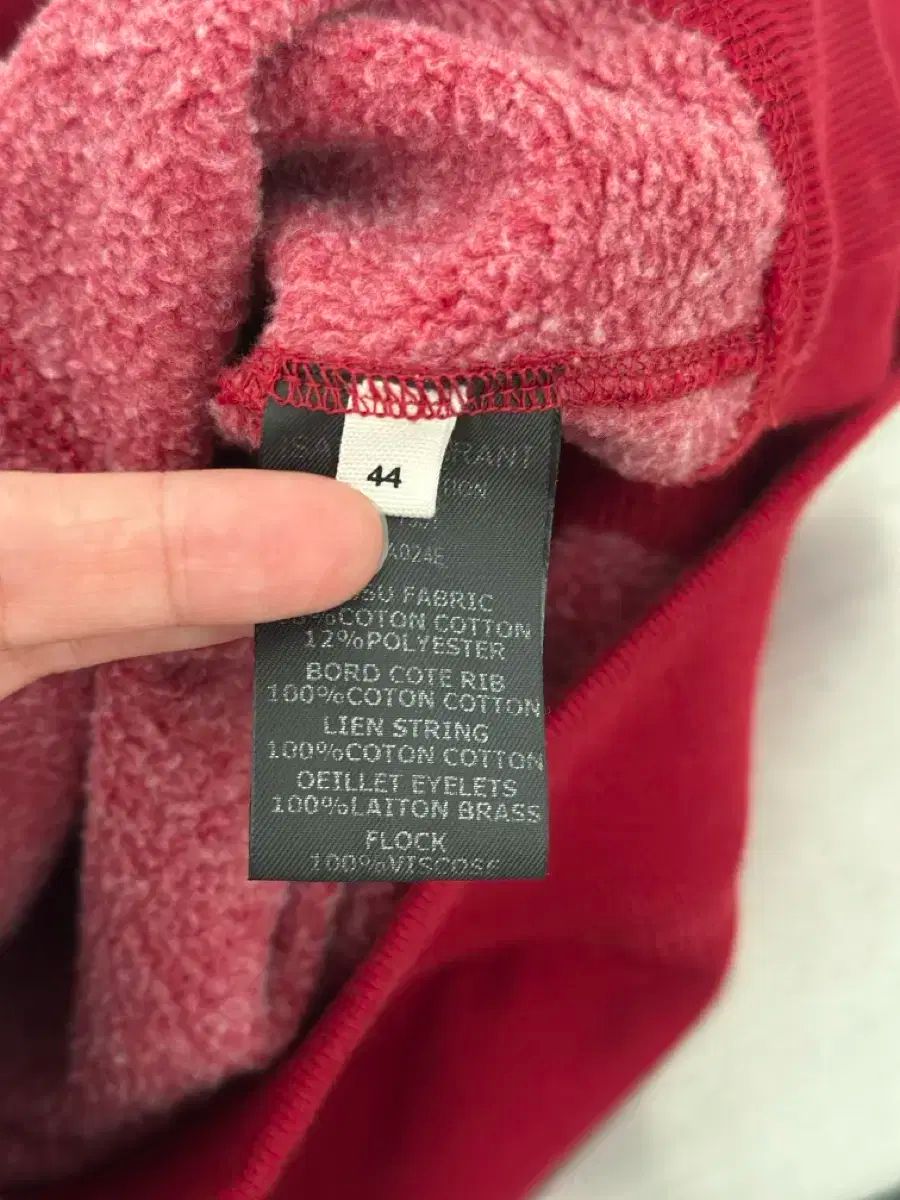 44
A024E
FABRIC
COTON COTTON
12%POLYESTER
BORD COTE RIB
100%COTON COTTON
LIEN STRING
100%COTON COTTON
OEILLET EYELETS
100%LAITON BRASS
FLOCK